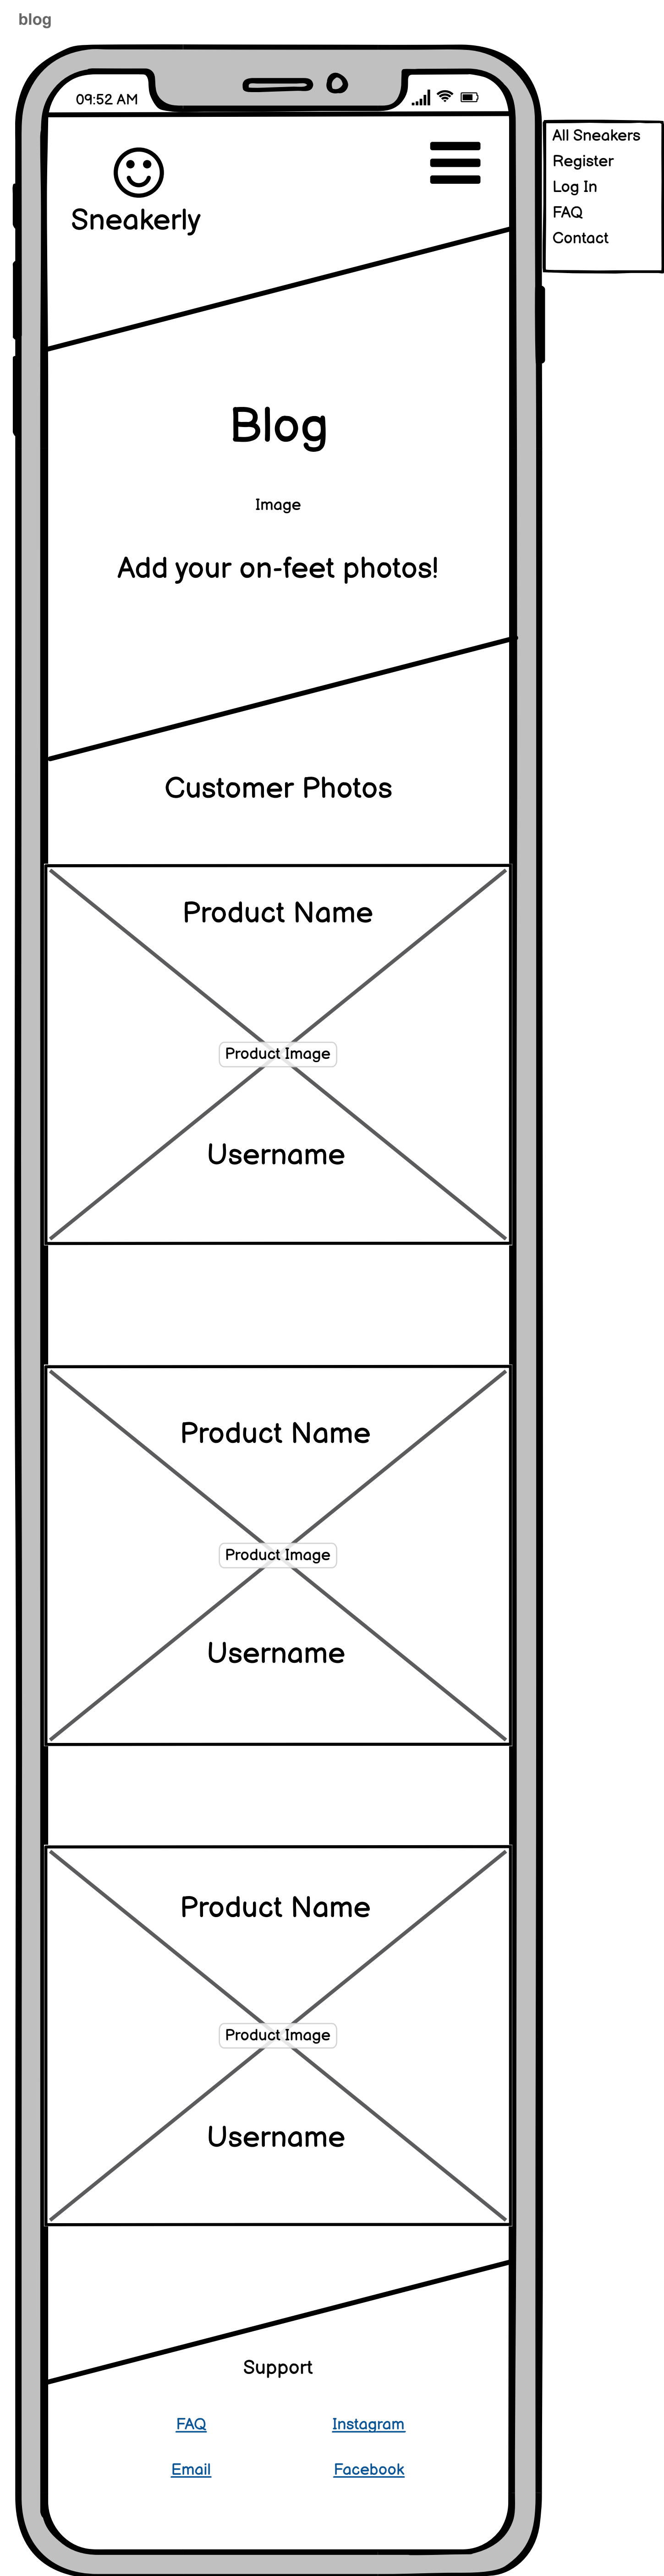 blog
09:52 AM
Sneakerly
All Sneakers
Register
Log In
FAQ
Contact
Blog
Image
Add your on-feet photos!
Customer Photos
Product Name
Product Image
Username
Product Name
Product Image
Username
Product Name
Product Image
Username
Support
FAQ Instagram
Email Facebook